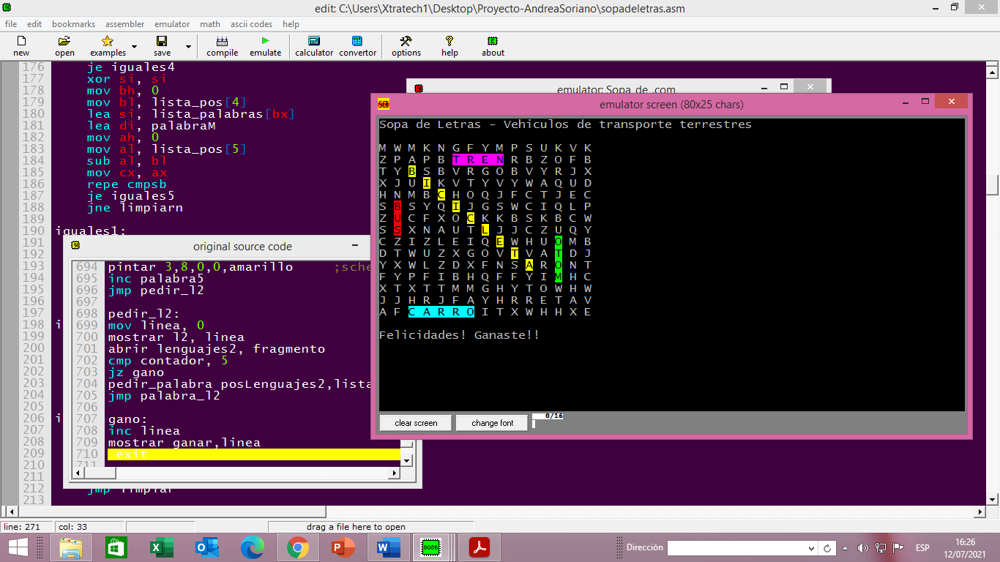 edit: C:\Users\Xtratech1\Desktop\Proyecto-AndreaSoriano\sopadeletras.asm
file edit bookmarks assembler emulator math ascii codes help
new open examples save compile emulate calculator convertor options help about
176 je iguales4
177 xor si, si
178 mov bh, 0
179 mov bl, lista_pos[4]
180 lea si, lista_palabras[bx]
181 lea di, palabraM
182 mov ah, 0
183 mov al, lista_pos[5]
184 sub al, bl
185 mov cx, ax
186 repe cmpsb
187 je iguales5
188 jne limpiarn
189
190 iguales1:
191
192
193
194
195
196
197
198 i
199
200
201
202
203
204
205
206 i
207
208
209
210
211
212 jmp limpiar
213
emulator: Sopa_de_.com
emulator screen (80x25 chars)
Sopa de Letras - Vehiculos de transporte terrestres
M W M K N G F Y M P S U K V K
Z P A P B T R E N R B Z O F B
T Y B S B V R G O B V Y R J X
X J U I K V T Y V Y W A Q U D
H N M B C H O Q J F C T J E C
S B S Y Q I J G S W C I Q L P
Z U C F X O C K K B S K B C W
S S X N A U T L J J C Z U Q Y
C Z I Z L E I Q E W H U O M B
D T W U Z X G O V T V A T D J
Y X W L Z D X F N S A R O N T
F Y P F I B H Q F F Y I M H C
X T X T T M M G H Y T O W H W
J J H R J F A Y H R R E T A V
A F C A R R O I T X W H H X E
Felicidades! Ganaste!!
clear screen change font 0/16
original source code
694 pintar 3,8,0,0,amarillo ;sche
695 inc palabra5
696 jmp pedir_l2
697
698 pedir_l2:
699 mov linea, 0
700 mostrar l2, linea
701 abrir lenguajes2, fragmento
702 cmp contador, 5
703 jz gano
704 pedir_palabra posLenguajes2,lista
705 jmp palabra_l2
706
707 gano:
708 inc linea
709 mostrar ganar,linea
710 .exit
711
line: 271 col: 33 drag a file here to open
Dirección ESP 16:26
12/07/2021